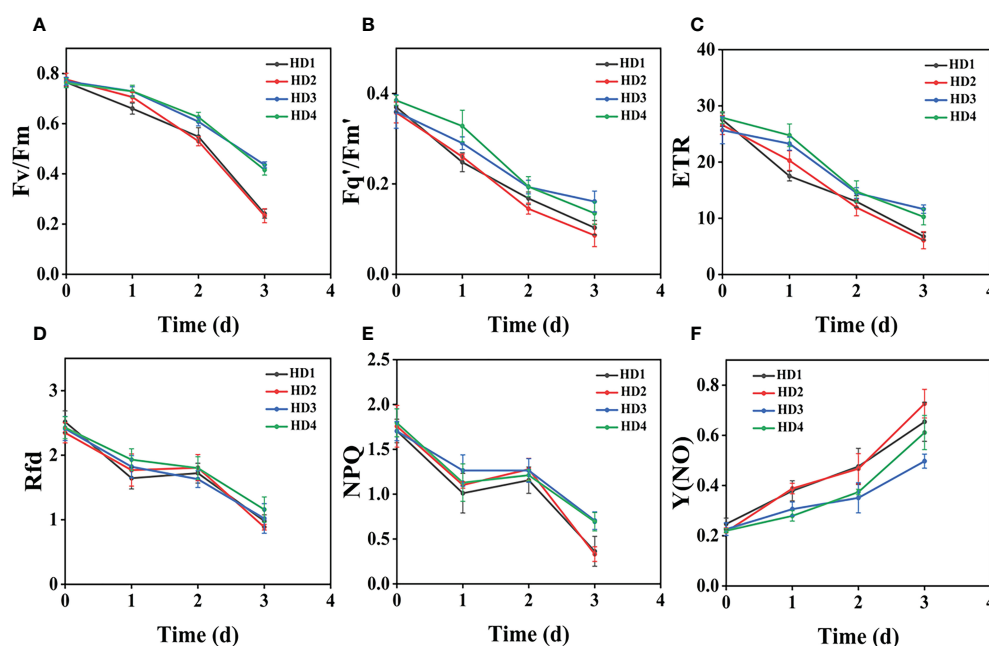 A
Fv/Fm
0.8
0.6
0.4
0.2
0.0
0 1 2 3 4
Time (d)
HD1
HD2
HD3
HD4
B
Fq'/Fm'
0.4
0.2
0.0
0 1 2 3 4
Time (d)
HD1
HD2
HD3
HD4
C
ETR
40
30
20
10
0
0 1 2 3 4
Time (d)
HD1
HD2
HD3
HD4
D
Rfd
3
2
1
0
0 1 2 3 4
Time (d)
HD1
HD2
HD3
HD4
E
NPQ
2.5
2.0
1.5
1.0
0.5
0.0
0 1 2 3 4
Time (d)
HD1
HD2
HD3
HD4
F
Y(NO)
0.8
0.6
0.4
0.2
0.0
0 1 2 3 4
Time (d)
HD1
HD2
HD3
HD4